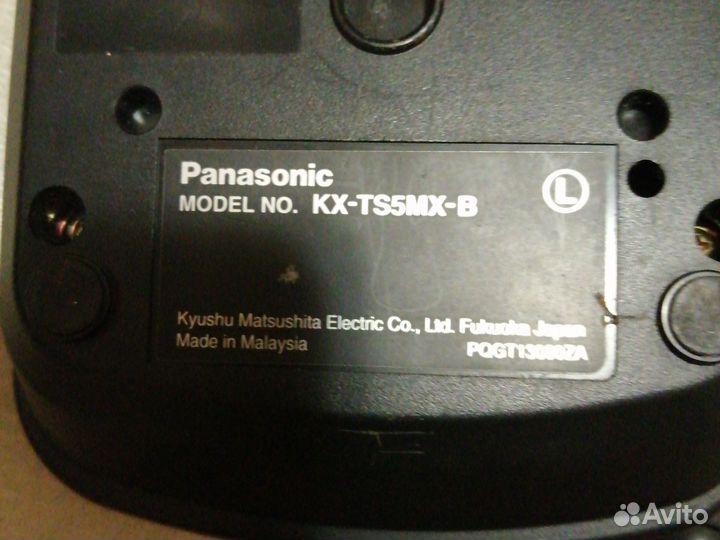 Panasonic
MODEL NO. KX-TS5MX-B
L
Kyushu Matsushita Electric Co., Ltd. Fukuoka Japan
Made in Malaysia
Avito